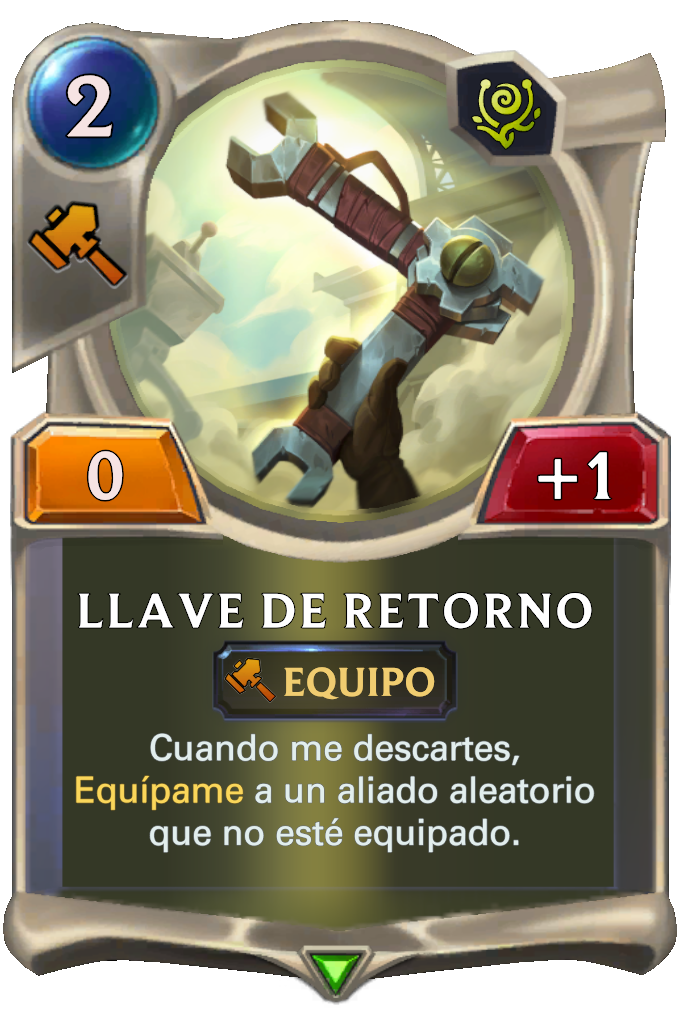 2
0
+1
LLAVE DE RETORNO
EQUIPO
Cuando me descartes,
Equípame a un aliado aleatorio
que no esté equipado.